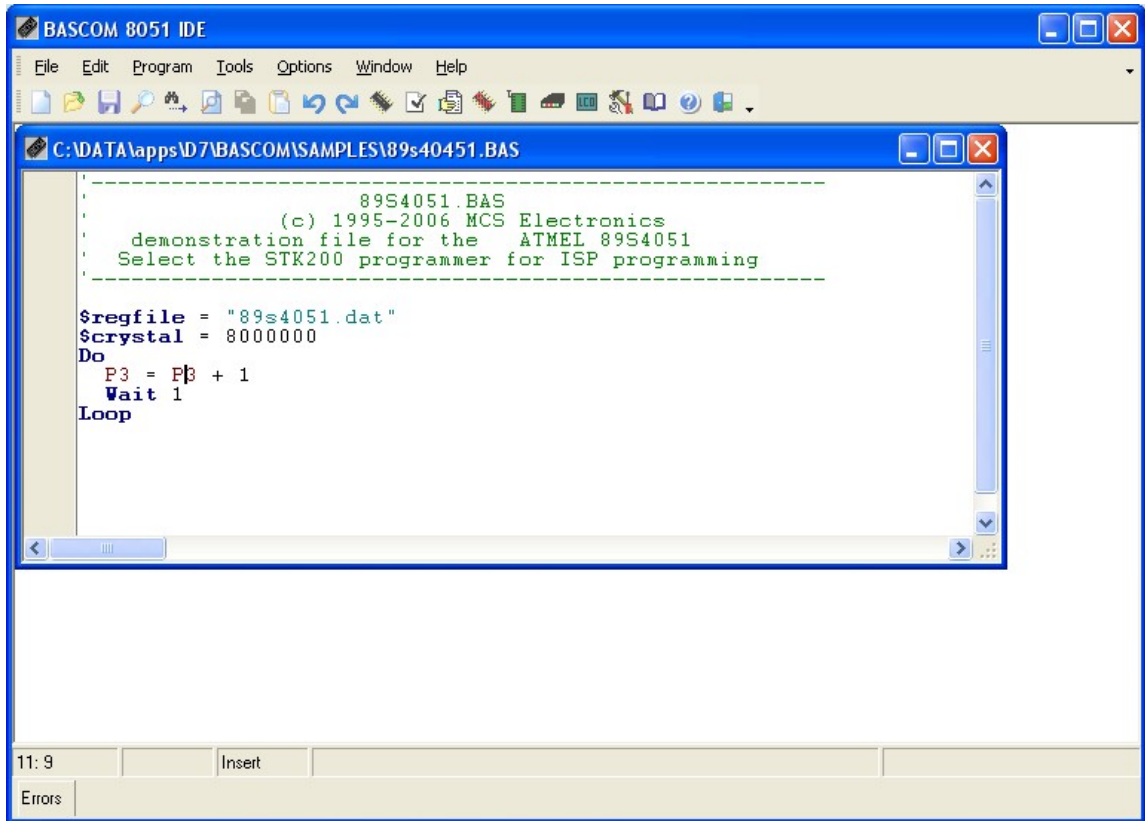 BASCOM 8051 IDE
File Edit Program Tools Options Window Help
LCD
C:\DATA\apps\D7\BASCOM\SAMPLES\89s40451.BAS
'-------------------------------------------------------
' 89S4051.BAS
' (c) 1995-2006 MCS Electronics
' demonstration file for the ATMEL 89S4051
' Select the STK200 programmer for ISP programming
'-------------------------------------------------------
$regfile = "89s4051.dat"
$crystal = 8000000
Do
P3 = P3 + 1
Wait 1
Loop
11: 9 Insert
Errors